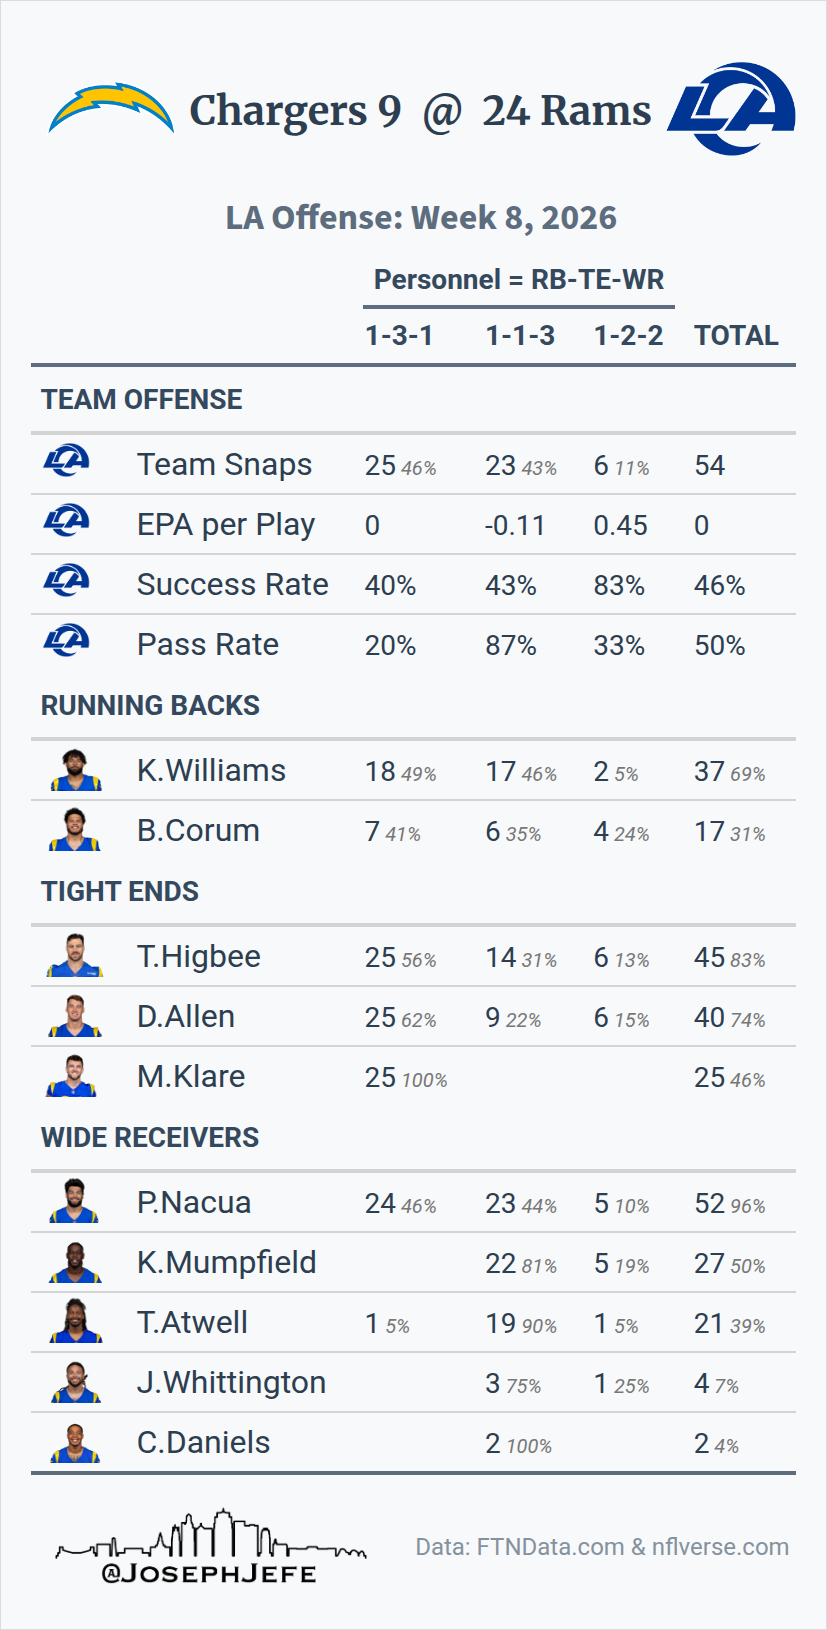 Chargers 9 @ 24 Rams
LA Offense: Week 8, 2026
Personnel = RB-TE-WR
1-3-1 1-1-3 1-2-2 TOTAL
TEAM OFFENSE
Team Snaps 25 46% 23 43% 6 11% 54
EPA per Play 0 -0.11 0.45 0
Success Rate 40% 43% 83% 46%
Pass Rate 20% 87% 33% 50%
RUNNING BACKS
K.Williams 18 49% 17 46% 2 5% 37 69%
B.Corum 7 41% 6 35% 4 24% 17 31%
TIGHT ENDS
T.Higbee 25 56% 14 31% 6 13% 45 83%
D.Allen 25 62% 9 22% 6 15% 40 74%
M.Klare 25 100% 25 46%
WIDE RECEIVERS
P.Nacua 24 46% 23 44% 5 10% 52 96%
K.Mumpfield 22 81% 5 19% 27 50%
T.Atwell 1 5% 19 90% 1 5% 21 39%
J.Whittington 3 75% 1 25% 4 7%
C.Daniels 2 100% 2 4%
@JosephJefe
Data: FTNData.com & nflverse.com